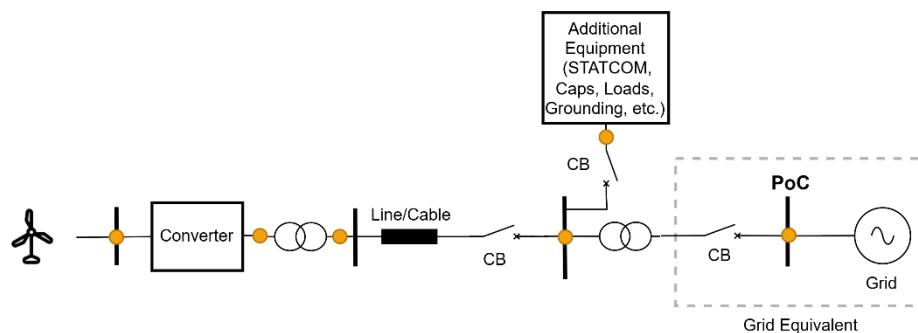 Additional
Equipment
(STATCOM,
Caps, Loads,
Grounding, etc.)
CB
PoC
Converter
Line/Cable
CB
CB
Grid
Grid Equivalent